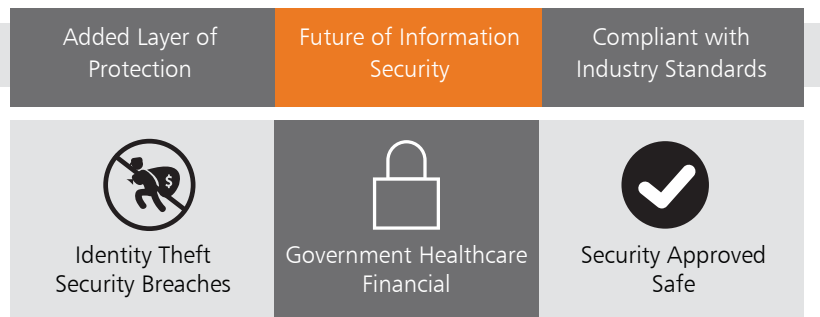 Added Layer of
Protection
Future of Information
Security
Compliant with
Industry Standards
$
Identity Theft
Security Breaches
Government Healthcare
Financial
Security Approved
Safe